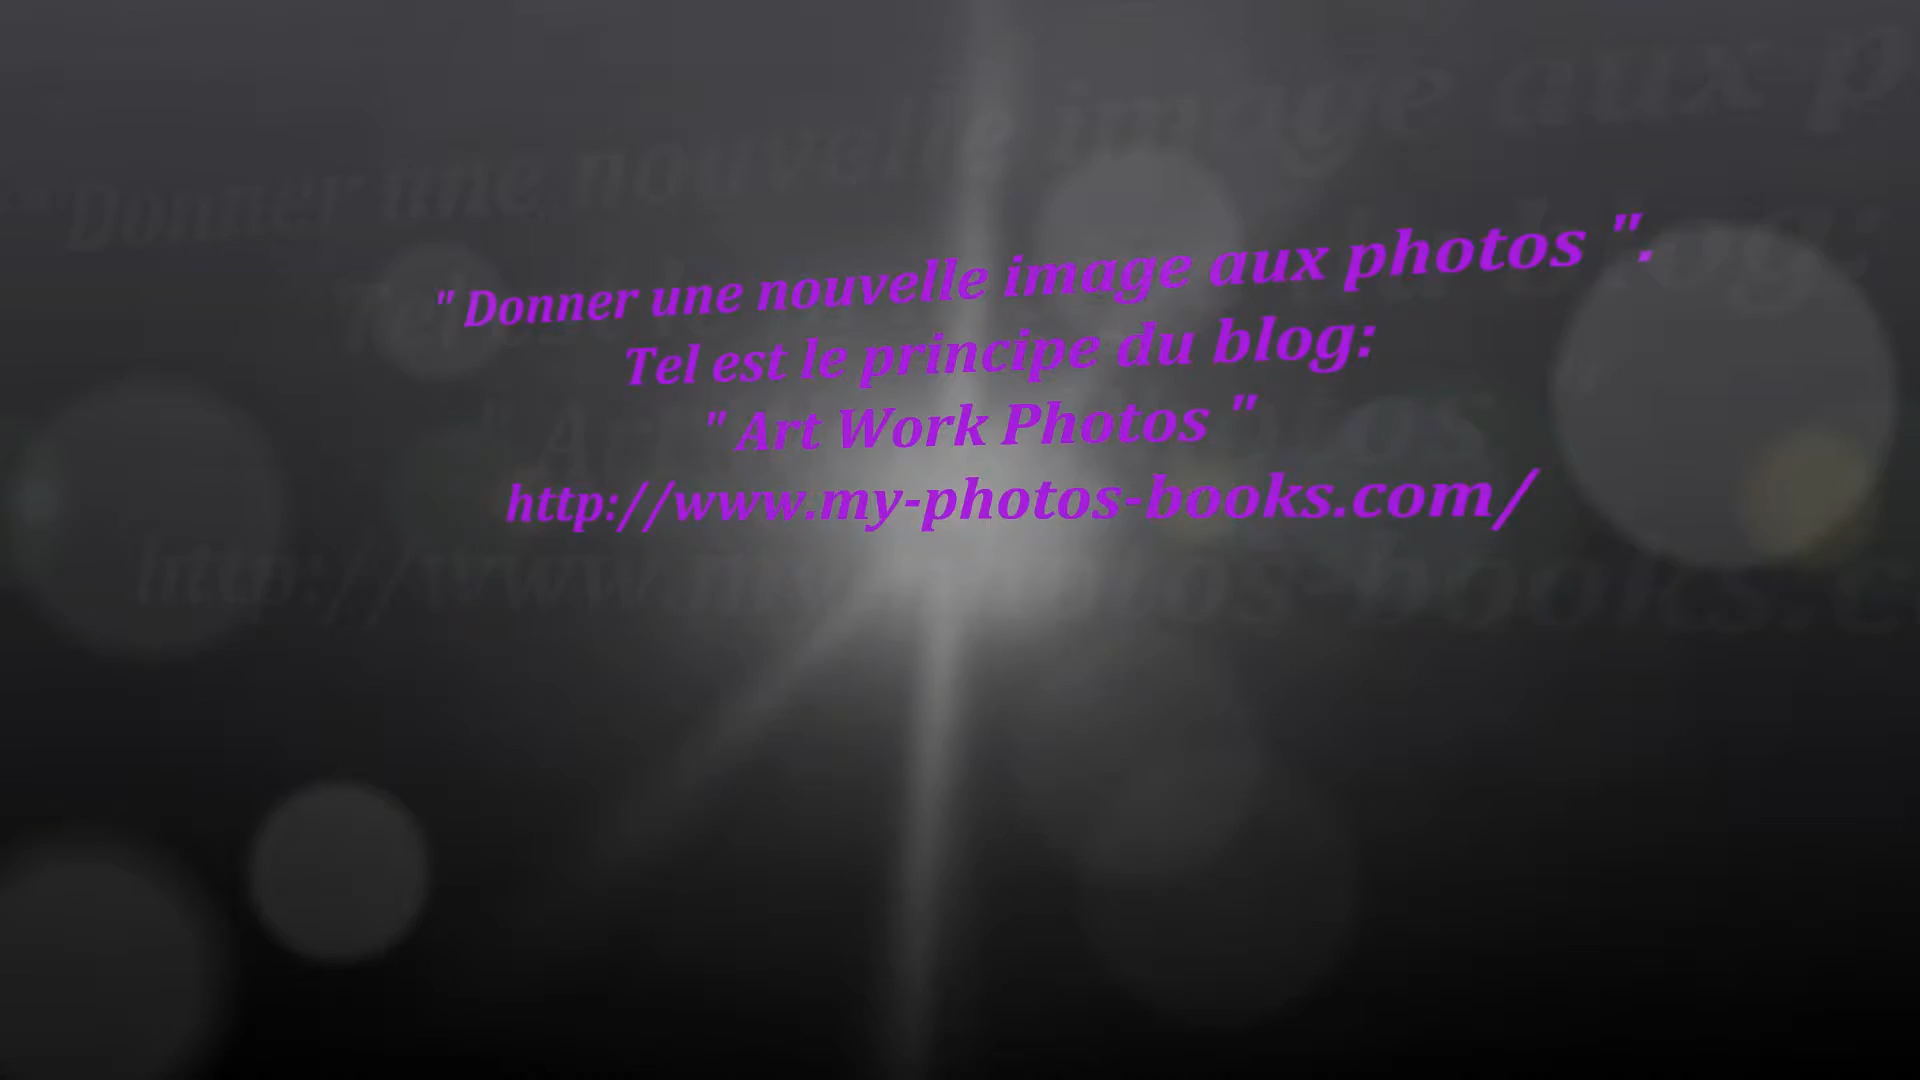 " Donner une nouvelle image aux photos ".
Tel est le principe du blog:
" Art Work Photos "
http://www.my-photos-books.com/